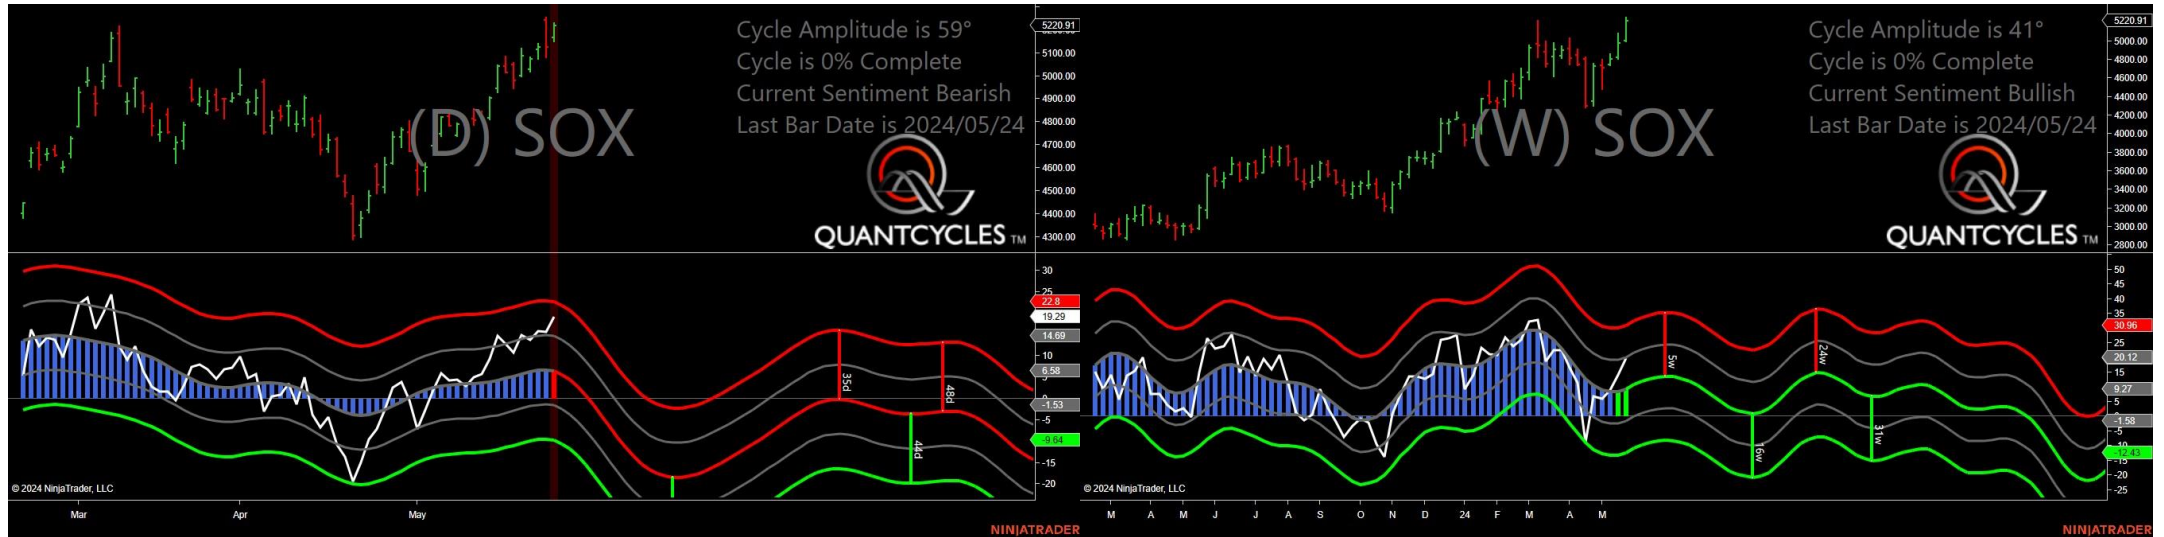 Cycle Amplitude is 59°
Cycle is 0% Complete
Current Sentiment Bearish
Last Bar Date is 2024/05/24
(D) SOX
QUANTCYCLES TM
5220.91
5100.00
5000.00
4900.00
4800.00
4700.00
4600.00
4500.00
4400.00
4300.00
30
25
22.8
19.29
14.69
10
6.58
-1.53
-5
-9.64
-15
-20
35d
48d
44d
© 2024 NinjaTrader, LLC
Mar Apr May
NINJATRADER
Cycle Amplitude is 41°
Cycle is 0% Complete
Current Sentiment Bullish
Last Bar Date is 2024/05/24
(W) SOX
QUANTCYCLES TM
5220.91
5000.00
4800.00
4600.00
4400.00
4200.00
4000.00
3800.00
3600.00
3400.00
3200.00
3000.00
2800.00
50
45
40
35
30.96
25
20.12
15
9.27
5
-1.58
-10
-12.43
-15
-20
-25
5w
24w
16w
31w
© 2024 NinjaTrader, LLC
M A M J J A S O N D 24 F M A M
NINJATRADER